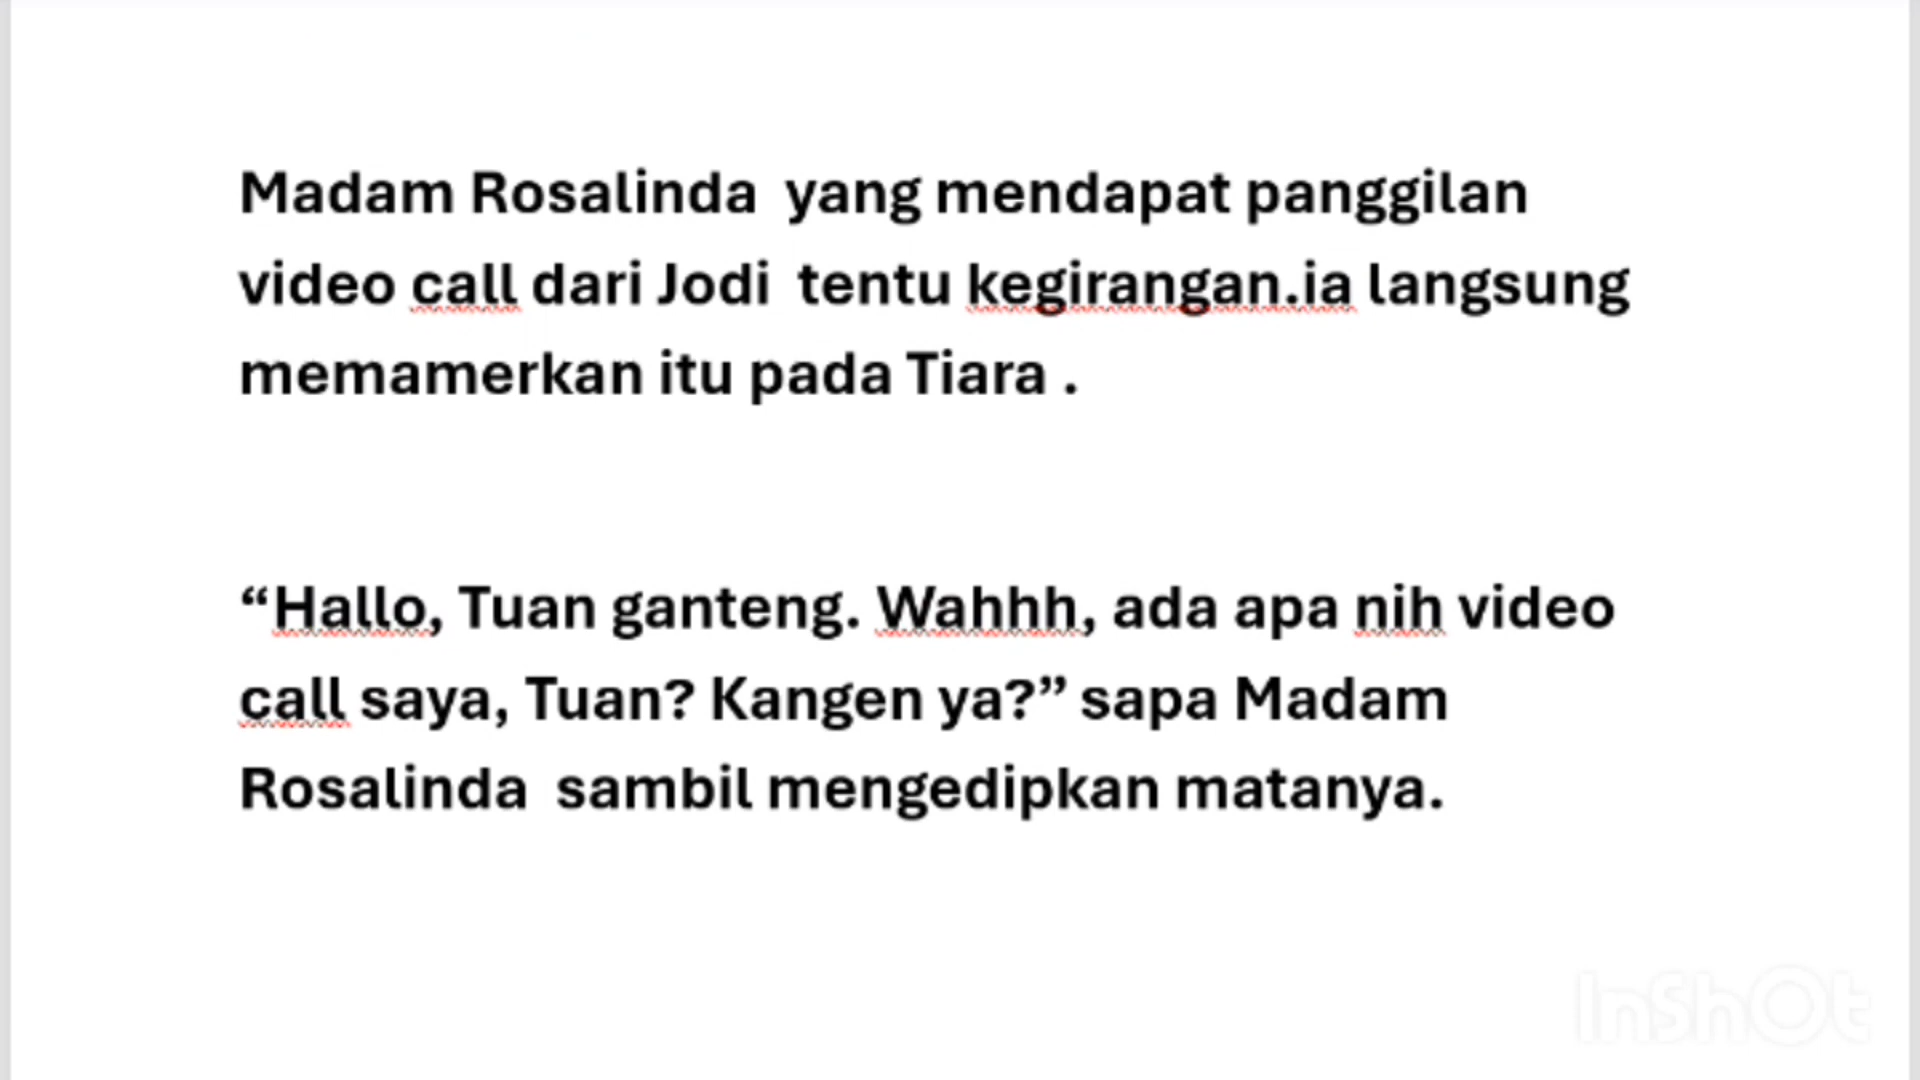 Madam Rosalinda  yang mendapat panggilan
video call dari Jodi  tentu kegirangan.ia langsung
memamerkan itu pada Tiara .
“Hallo, Tuan ganteng. Wahhh, ada apa nih video
call saya, Tuan? Kangen ya?” sapa Madam
Rosalinda  sambil mengedipkan matanya.
InShOt